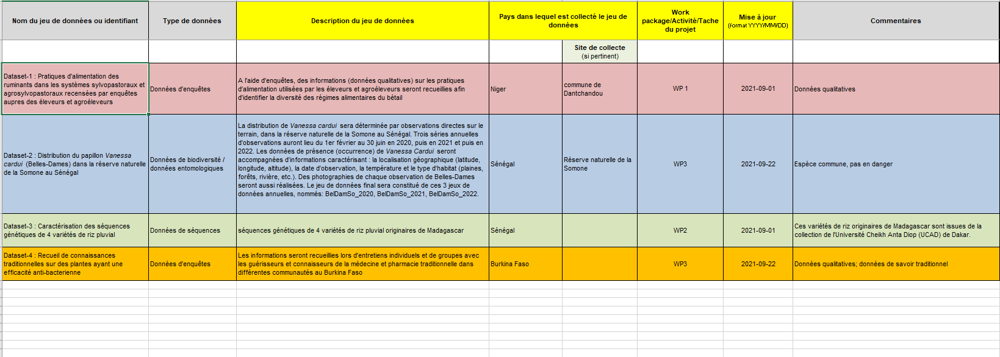 Nom du jeu de données ou identifiant
Type de données
Description du jeu de données
Pays dans lequel est collecté le jeu de
données
Work
package/Activité/Tache
du projet
Mise à jour
(format YYYY/MM/DD)
Commentaires
Site de collecte
(si pertinent)
Dataset-1 : Pratiques d'alimentation des
ruminants dans les systèmes sylvopastoraux et
agrosylvopastoraux recensées par enquêtes
aupres des éleveurs et agroéleveurs
Données d'enquêtes
A l'aide d'enquêtes, des informations (données qualitatives) sur les pratiques
d'alimentation utilisées par les éleveurs et agroéleveurs seront recueillies afin
d'identifier la diversité des régimes alimentaires du bétail
Niger
commune de
Dantchandou
WP 1
2021-09-01
Données qualitatives
Dataset-2 : Distribution du papillon Vanessa
cardui (Belles-Dames) dans la réserve naturelle
de la Somone au Sénégal
Données de biodiversité /
données entomologiques
La distribution de Vanessa cardui sera déterminée par observations directes sur le
terrain, dans la réserve naturelle de la Somone au Sénégal. Trois séries annuelles
d'observations auront lieu du 1er février au 30 juin en 2020, puis en 2021 et puis en
2022. Les données de présence (occurrence) de Vanessa Cardui seront
accompagnées d'informations caractérisant : la localisation géographique (latitude,
longitude, altitude), la date d'observation, la température et le type d'habitat (plaines,
forêts, rivière, etc.). Des photographies de chaque observation de Belles-Dames
seront aussi réalisées. Le jeu de données final sera constitué de ces 3 jeux de
données annuelles, nommés: BelDamSo_2020, BelDamSo_2021, BelDamSo_2022.
Sénégal
Réserve naturelle de la
Somone
WP3
2021-09-22
Espèce commune, pas en danger
Dataset-3 : Caractérisation des séquences
génétiques de 4 variétés de riz pluvial
Données de séquences
séquences génétiques de 4 variétés de riz pluvial originaires de Madagascar
Sénégal
WP2
2021-09-01
Ces variétés de riz originaires de Madagascar sont issues de la
collection de l'Université Cheikh Anta Diop (UCAD) de Dakar.
Dataset-4 : Recueil de connaissances
traditionnelles sur des plantes ayant une
efficacité anti-bacterienne
Données d'enquêtes
Les informations seront recueillies lors d'entretiens individuels et de groupes avec
les guérisseurs et connaisseurs de la médecine et pharmacie traditionnelle dans
différentes communautés au Burkina Faso
Burkina Faso
WP3
2021-09-22
Données qualitatives; données de savoir traditionnel